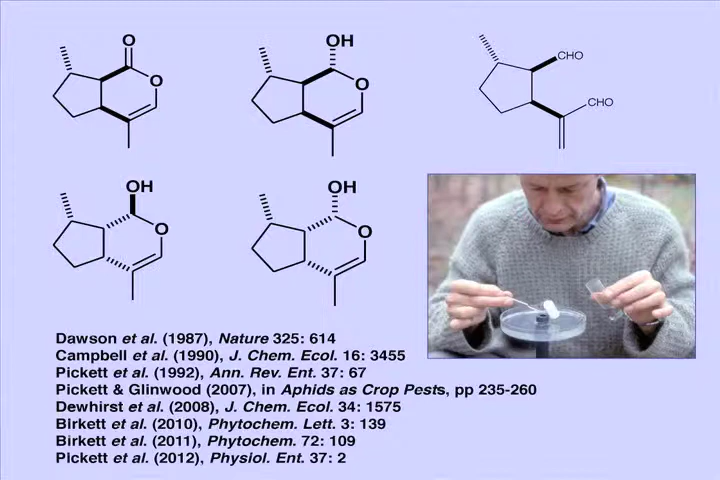 O
O
OH
O
CHO
CHO
OH
O
OH
O
Dawson et al. (1987), Nature 325: 614
Campbell et al. (1990), J. Chem. Ecol. 16: 3455
Pickett et al. (1992), Ann. Rev. Ent. 37: 67
Pickett & Glinwood (2007), in Aphids as Crop Pests, pp 235-260
Dewhirst et al. (2008), J. Chem. Ecol. 34: 1575
Birkett et al. (2010), Phytochem. Lett. 3: 139
Birkett et al. (2011), Phytochem. 72: 109
Pickett et al. (2012), Physiol. Ent. 37: 2